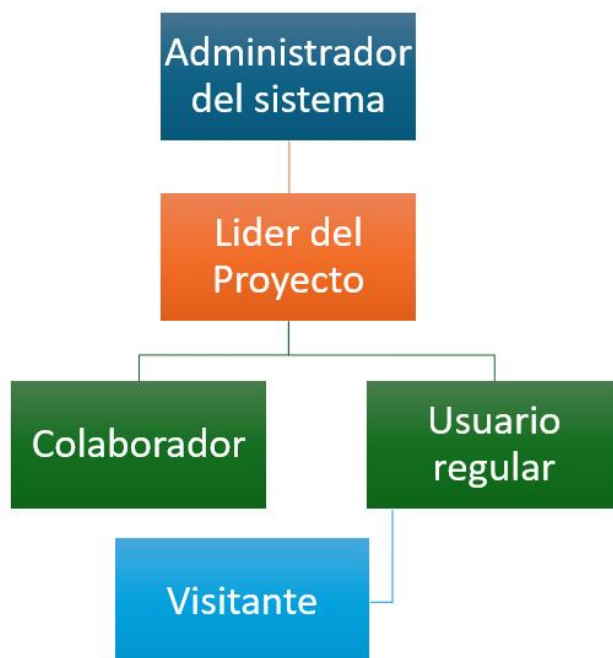 Administrador
del sistema
Lider del
Proyecto
Colaborador
Usuario
regular
Visitante